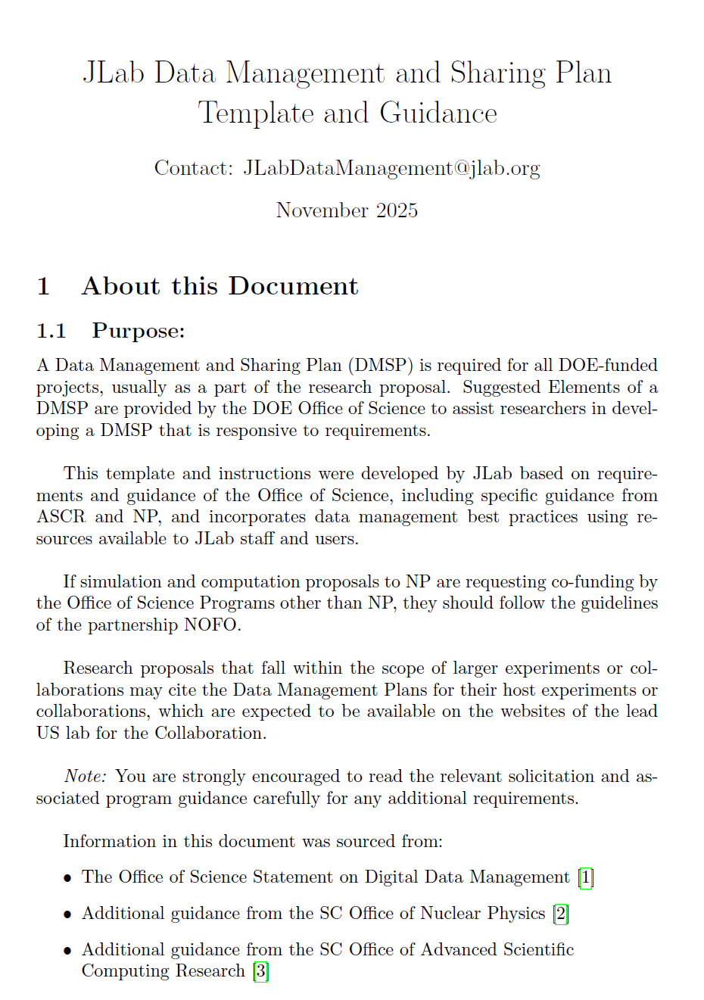 JLab Data Management and Sharing Plan
Template and Guidance
Contact: JLabDataManagement@jlab.org
November 2025
1 About this Document
1.1 Purpose:
A Data Management and Sharing Plan (DMSP) is required for all DOE-funded
projects, usually as a part of the research proposal. Suggested Elements of a
DMSP are provided by the DOE Office of Science to assist researchers in devel-
oping a DMSP that is responsive to requirements.
This template and instructions were developed by JLab based on require-
ments and guidance of the Office of Science, including specific guidance from
ASCR and NP, and incorporates data management best practices using re-
sources available to JLab staff and users.
If simulation and computation proposals to NP are requesting co-funding by
the Office of Science Programs other than NP, they should follow the guidelines
of the partnership NOFO.
Research proposals that fall within the scope of larger experiments or col-
laborations may cite the Data Management Plans for their host experiments or
collaborations, which are expected to be available on the websites of the lead
US lab for the Collaboration.
Note: You are strongly encouraged to read the relevant solicitation and as-
sociated program guidance carefully for any additional requirements.
Information in this document was sourced from:
• The Office of Science Statement on Digital Data Management [1]
• Additional guidance from the SC Office of Nuclear Physics [2]
• Additional guidance from the SC Office of Advanced Scientific
Computing Research [3]